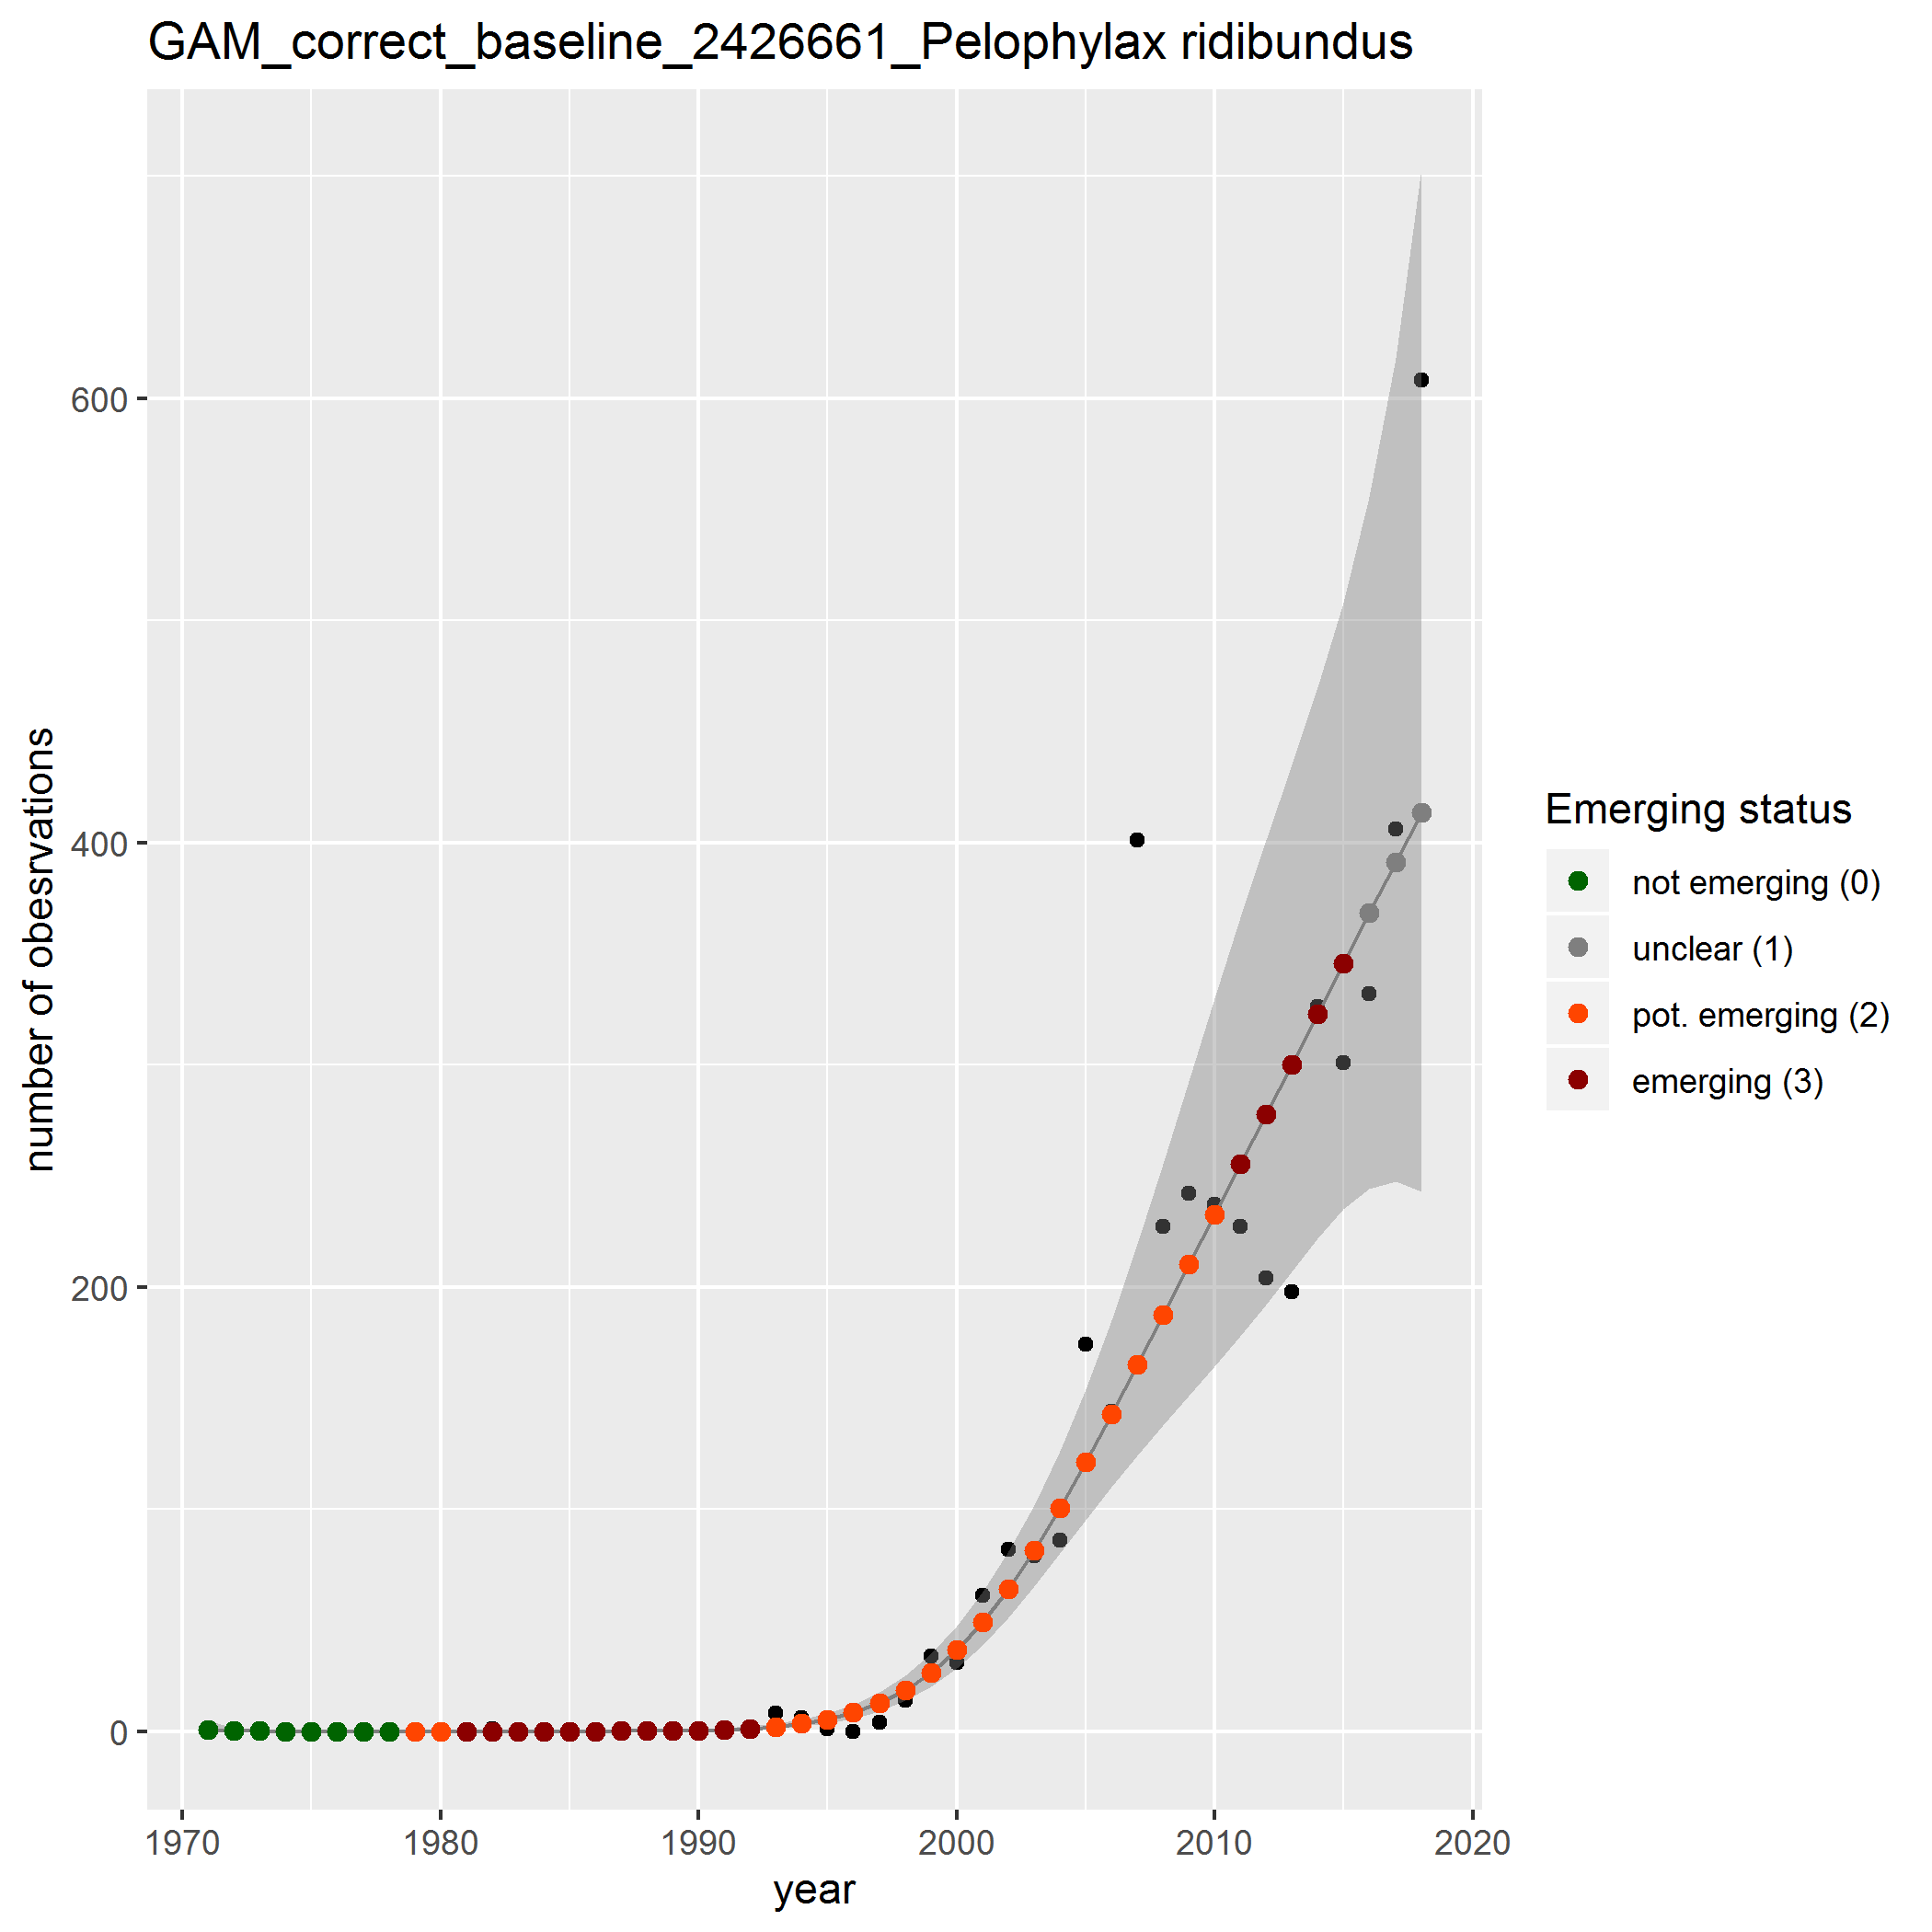 GAM_correct_baseline_2426661_Pelophylax ridibundus
600
400
200
0
number of obesrvations
1970 1980 1990 2000 2010 2020
year
Emerging status
not emerging (0)
unclear (1)
pot. emerging (2)
emerging (3)